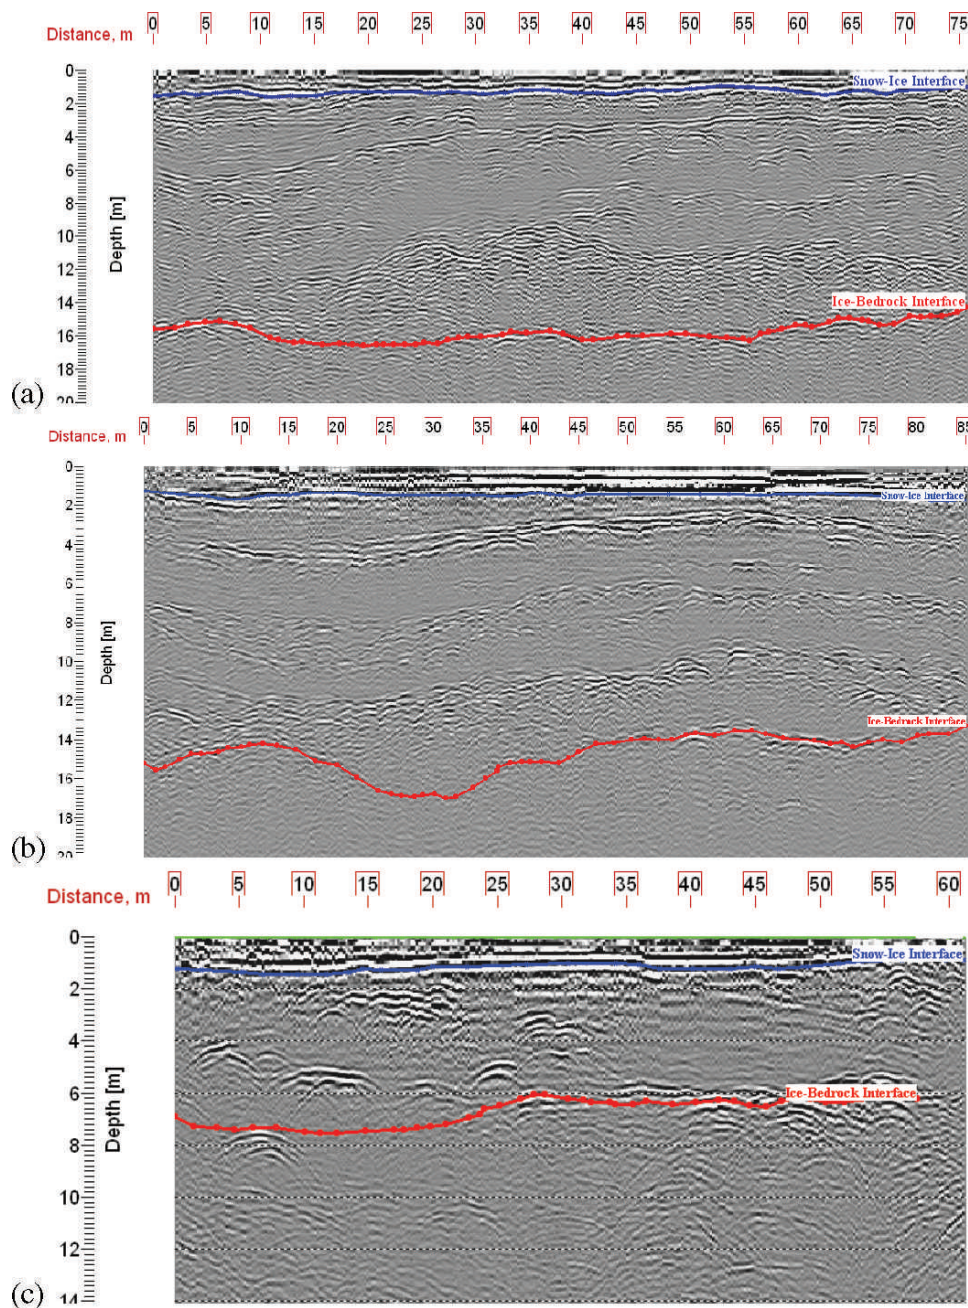 Distance, m 0 5 10 15 20 25 30 35 40 45 50 55 60 65 70 75
0
Snow-Ice Interface
2
4
6
8
Depth [m]
10
12
14
Ice-Bedrock Interface
16
18
(a)
20
Distance, m 0 5 10 15 20 25 30 35 40 45 50 55 60 65 70 75 80 85
0
Snow-Ice Interface
2
4
6
8
Depth [m]
10
12
Ice-Bedrock Interface
14
16
18
(b)
20
Distance, m 0 5 10 15 20 25 30 35 40 45 50 55 60
0
Snow-Ice Interface
2
4
6
Ice-Bedrock Interface
Depth [m]
8
10
12
(c)
14